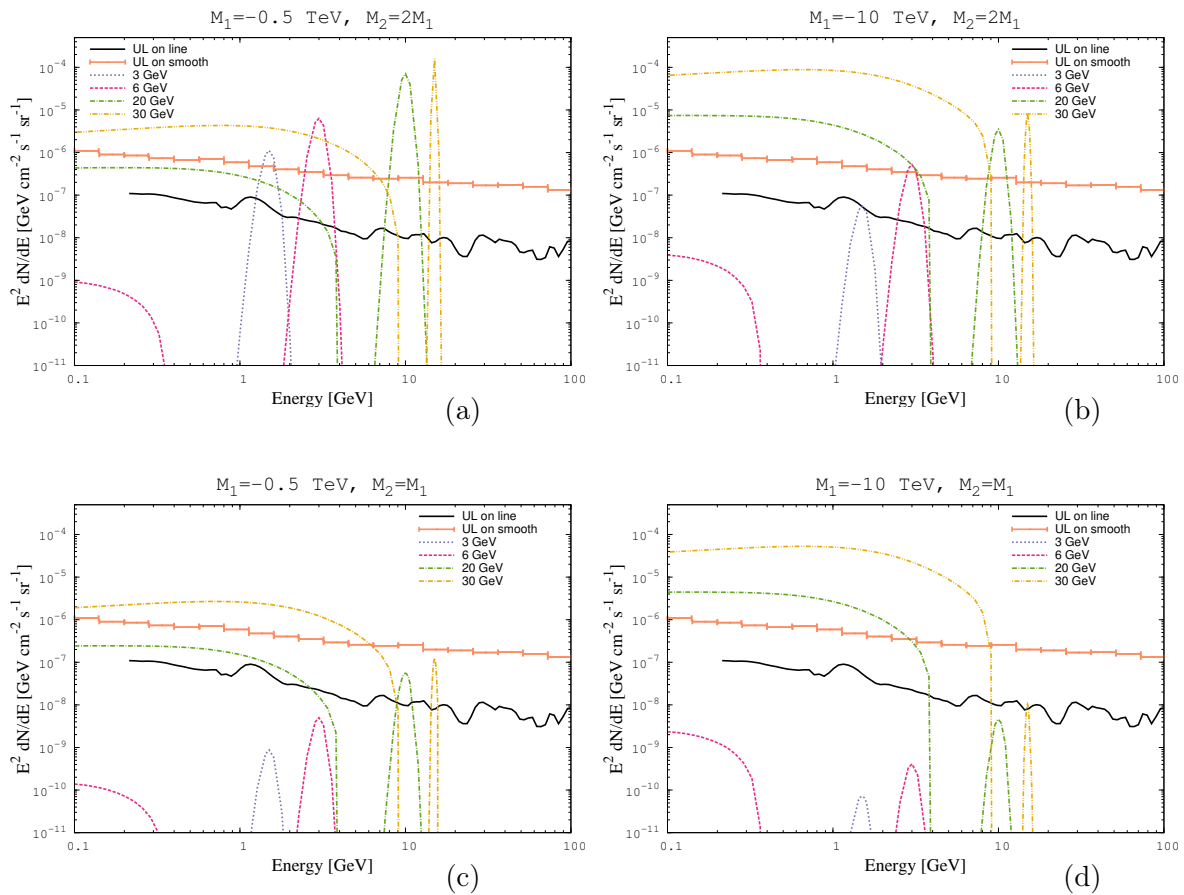 M₁=−0.5 TeV, M₂=2M₁
E² dN/dE [GeV cm⁻² s⁻¹ sr⁻¹]
UL on line
UL on smooth
3 GeV
6 GeV
20 GeV
30 GeV
10⁻⁴
10⁻⁵
10⁻⁶
10⁻⁷
10⁻⁸
10⁻⁹
10⁻¹⁰
10⁻¹¹
0.1 1 10 100
Energy [GeV]
(a)
M₁=−10 TeV, M₂=2M₁
E² dN/dE [GeV cm⁻² s⁻¹ sr⁻¹]
UL on line
UL on smooth
3 GeV
6 GeV
20 GeV
30 GeV
10⁻⁴
10⁻⁵
10⁻⁶
10⁻⁷
10⁻⁸
10⁻⁹
10⁻¹⁰
10⁻¹¹
0.1 1 10 100
Energy [GeV]
(b)
M₁=−0.5 TeV, M₂=M₁
E² dN/dE [GeV cm⁻² s⁻¹ sr⁻¹]
UL on line
UL on smooth
3 GeV
6 GeV
20 GeV
30 GeV
10⁻⁴
10⁻⁵
10⁻⁶
10⁻⁷
10⁻⁸
10⁻⁹
10⁻¹⁰
10⁻¹¹
0.1 1 10 100
Energy [GeV]
(c)
M₁=−10 TeV, M₂=M₁
E² dN/dE [GeV cm⁻² s⁻¹ sr⁻¹]
UL on line
UL on smooth
3 GeV
6 GeV
20 GeV
30 GeV
10⁻⁴
10⁻⁵
10⁻⁶
10⁻⁷
10⁻⁸
10⁻⁹
10⁻¹⁰
10⁻¹¹
0.1 1 10 100
Energy [GeV]
(d)